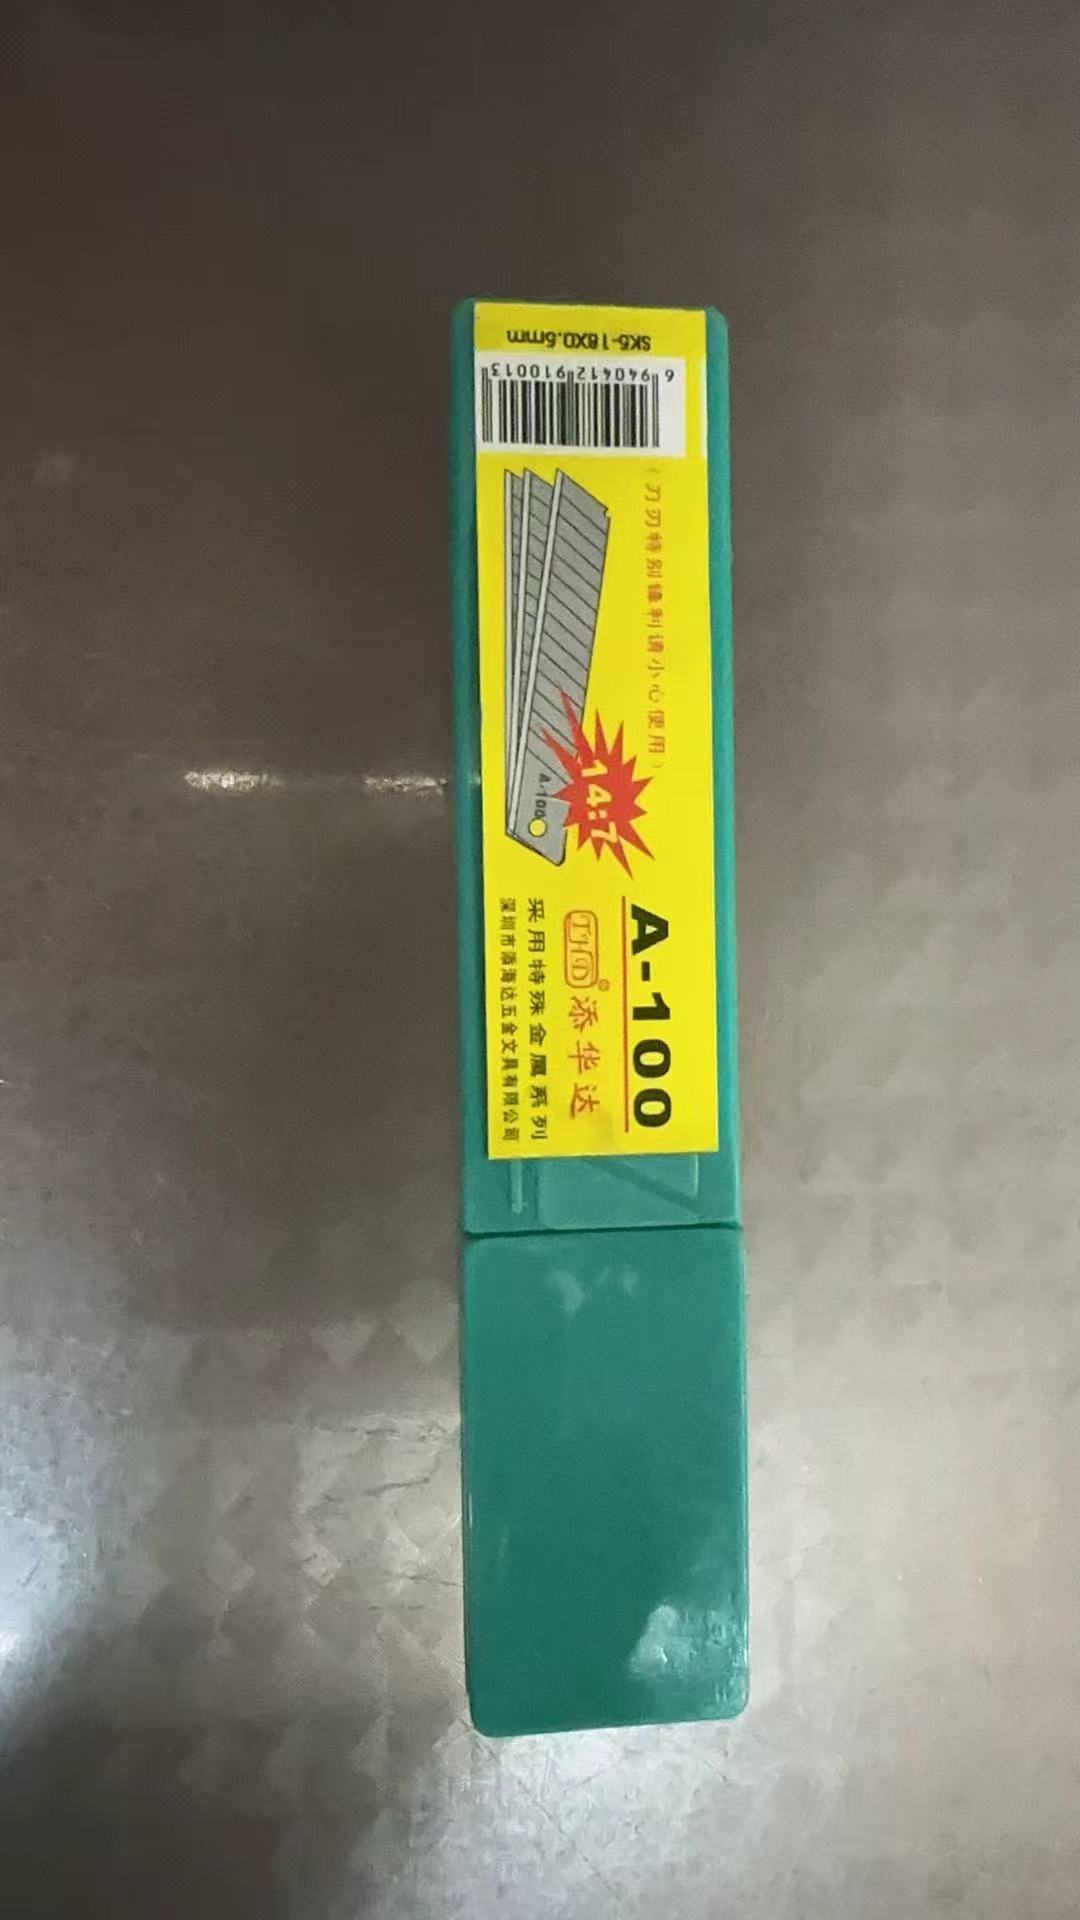 A-100
THD®
添华达
采用特殊金属系列
深圳市添海达五金文具有限公司
14:7
A-100
(刀刃特别锋利请小心使用)
6 940412 910013
SK5-18X0.5mm